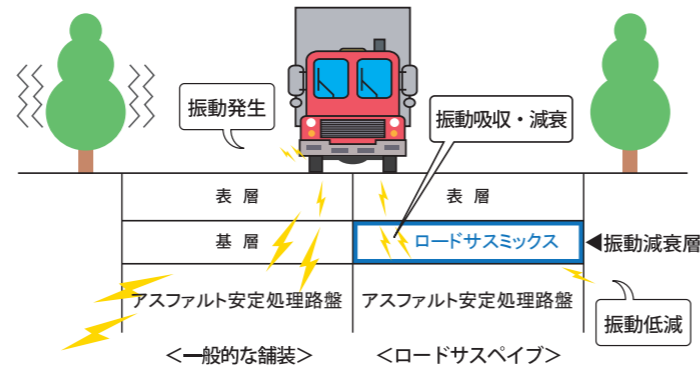 振動発生
振動吸収・減衰
表 層
表 層
基 層
ロードサスミックス
振動減衰層
アスファルト安定処理路盤
アスファルト安定処理路盤
振動低減
＜一般的な舗装＞
＜ロードサスペイブ＞